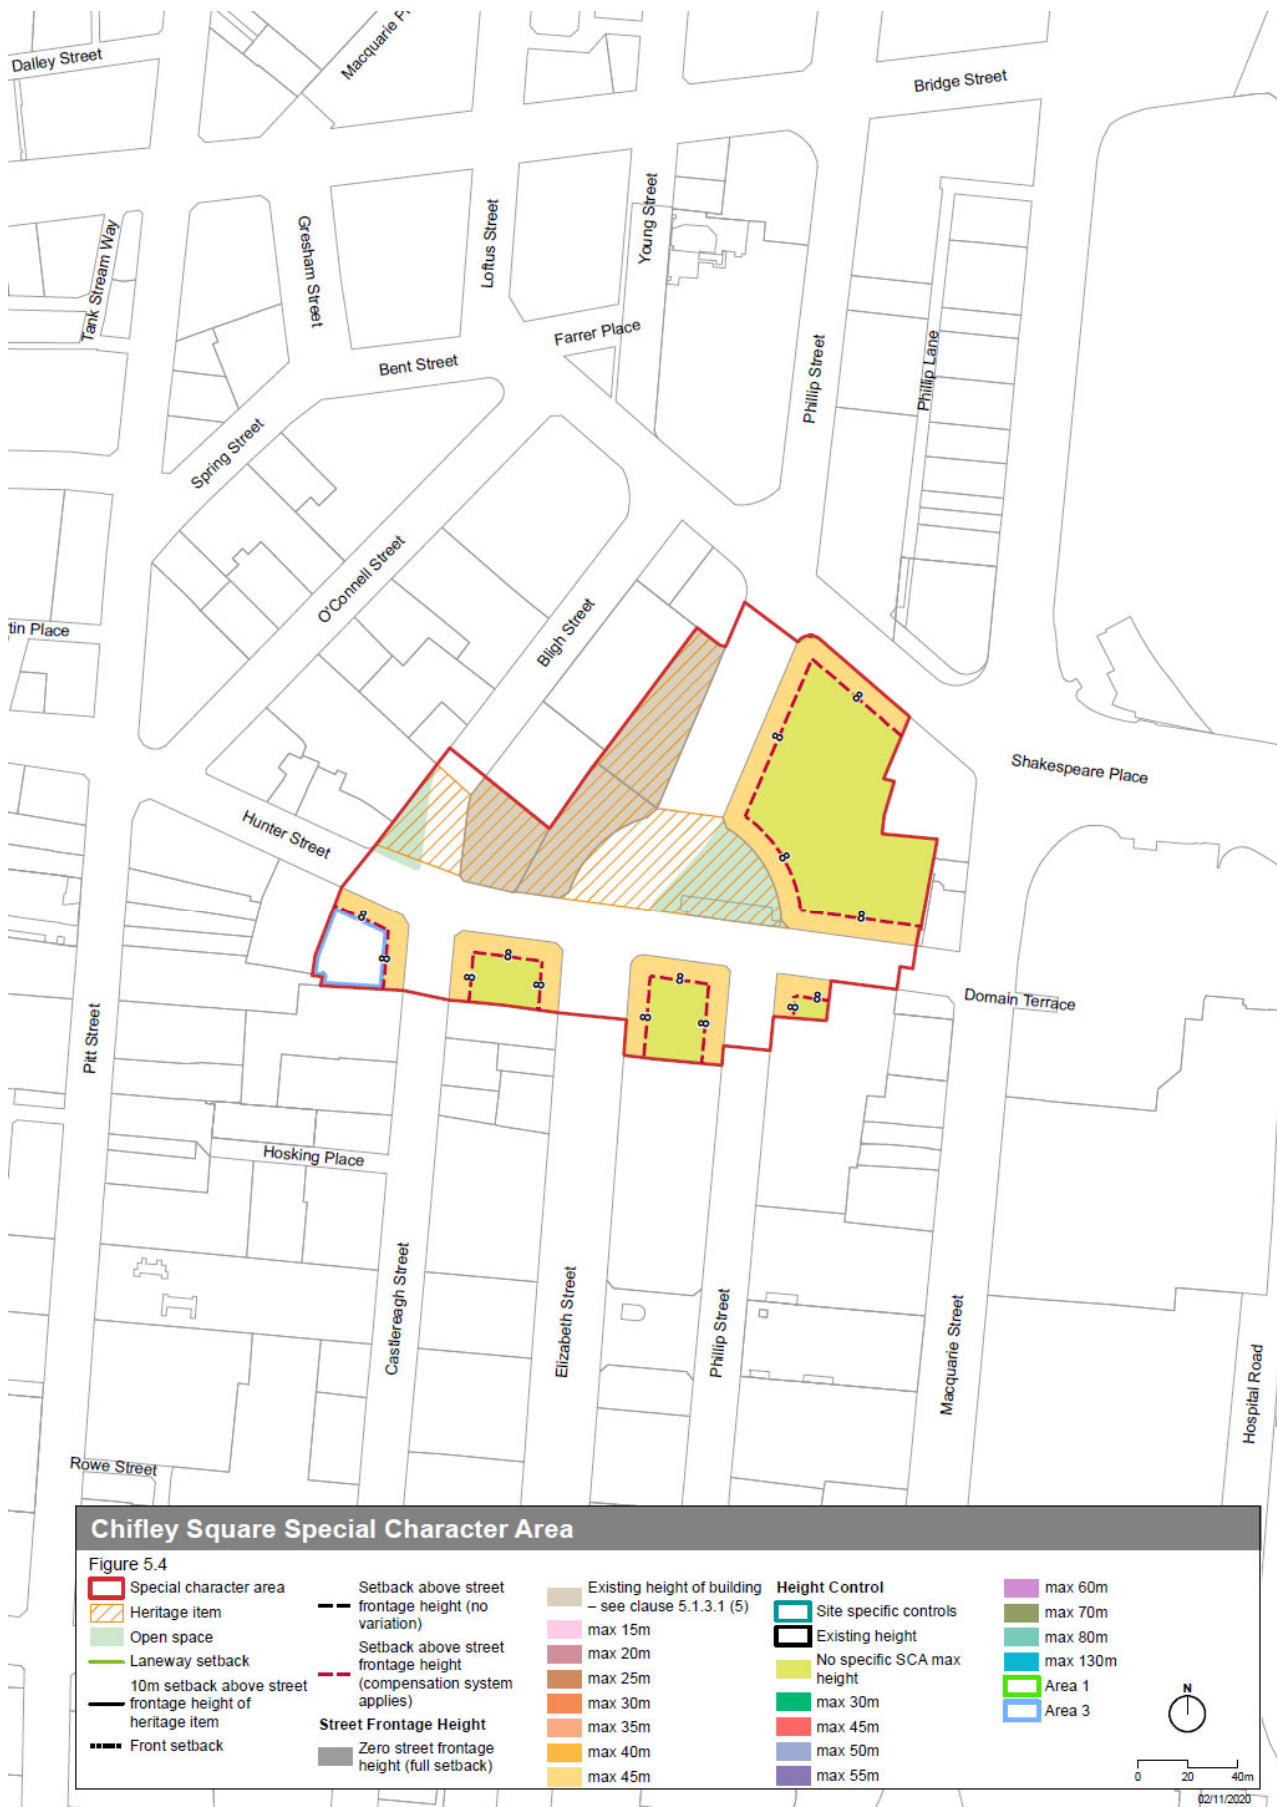 Dalley Street
Macquarie P
Bridge Street
Tank Stream Way
Gresham Street
Loftus Street
Young Street
Farrer Place
Bent Street
Phillip Street
Phillip Lane
Spring Street
O'Connell Street
Bligh Street
tin Place
Shakespeare Place
Hunter Street
8
8
8
8
8
8
8
8
8
8
8
8
8
8
Domain Terrace
Pitt Street
Hosking Place
Castlereagh Street
Elizabeth Street
Phillip Street
Macquarie Street
Hospital Road
Rowe Street
Chifley Square Special Character Area
Figure 5.4
Special character area
Heritage item
Open space
Laneway setback
10m setback above street
frontage height of
heritage item
Front setback
Setback above street
frontage height (no
variation)
Setback above street
frontage height
(compensation system
applies)
Street Frontage Height
Zero street frontage
height (full setback)
Existing height of building
– see clause 5.1.3.1 (5)
max 15m
max 20m
max 25m
max 30m
max 35m
max 40m
max 45m
Height Control
Site specific controls
Existing height
No specific SCA max
height
max 30m
max 45m
max 50m
max 55m
max 60m
max 70m
max 80m
max 130m
Area 1
Area 3
N
0 20 40m
02/11/2020